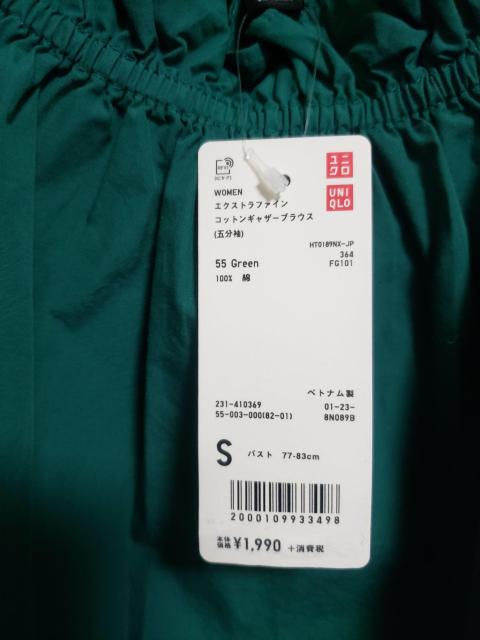 ユニ
クロ
UNI
QLO
WOMEN
エクストラファイン
コットンギャザーブラウス
(五分袖)
HT0189NX-JP
364
55 Green
FG101
100% 綿
ベトナム製
231-410369
01-23-
55-003-000(82-01)
8N089B
S バスト 77-83cm
2000109933498
本体
価格 ¥1,990 +消費税